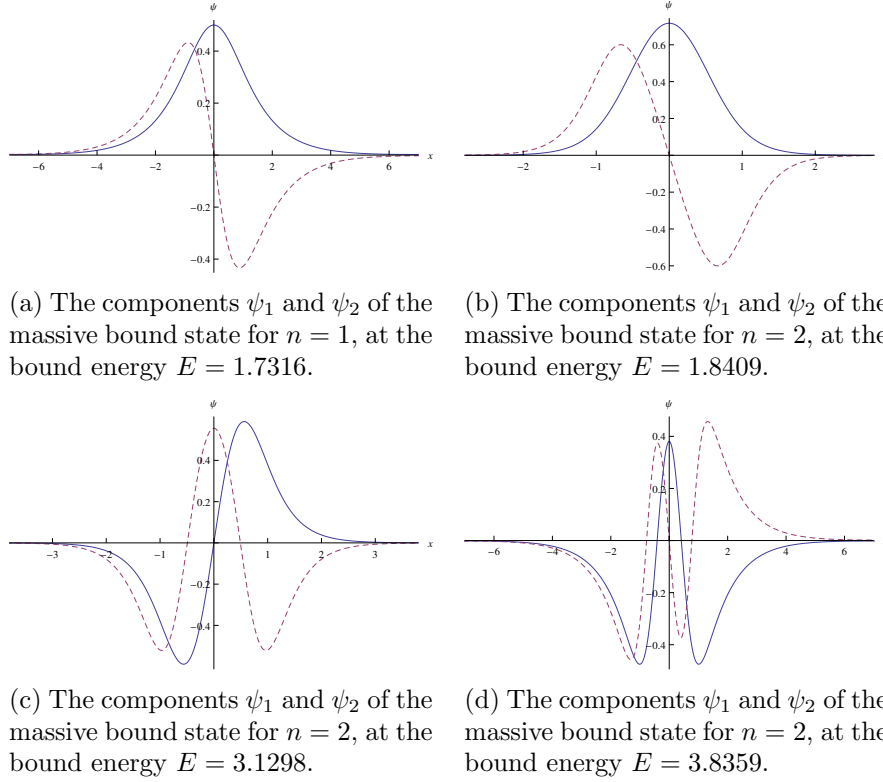 ψ
0.4
0.2
−6 −4 −2 0 2 4 6 x
−0.2
−0.4
ψ
0.6
0.4
0.2
−2 −1 0 1 2
−0.2
−0.4
−0.6
(a) The components ψ₁ and ψ₂ of the
massive bound state for n = 1, at the
bound energy E = 1.7316.
(b) The components ψ₁ and ψ₂ of the
massive bound state for n = 2, at the
bound energy E = 1.8409.
ψ
0.4
0.2
−3 −2 −1 0 1 2 3 x
−0.2
−0.4
ψ
0.4
0.2
−6 −4 −2 0 2 4 6
−0.2
−0.4
(c) The components ψ₁ and ψ₂ of the
massive bound state for n = 2, at the
bound energy E = 3.1298.
(d) The components ψ₁ and ψ₂ of the
massive bound state for n = 2, at the
bound energy E = 3.8359.